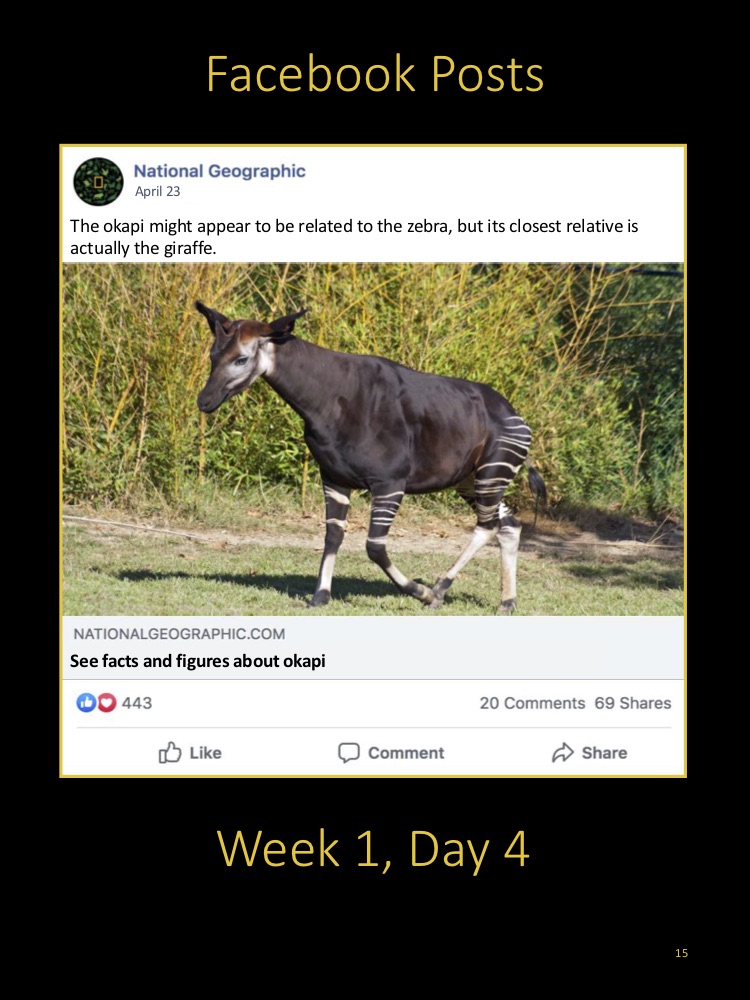 Facebook Posts
National Geographic
April 23
The okapi might appear to be related to the zebra, but its closest relative is
actually the giraffe.
NATIONALGEOGRAPHIC.COM
See facts and figures about okapi
443
20 Comments 69 Shares
Like Comment Share
Week 1, Day 4
15